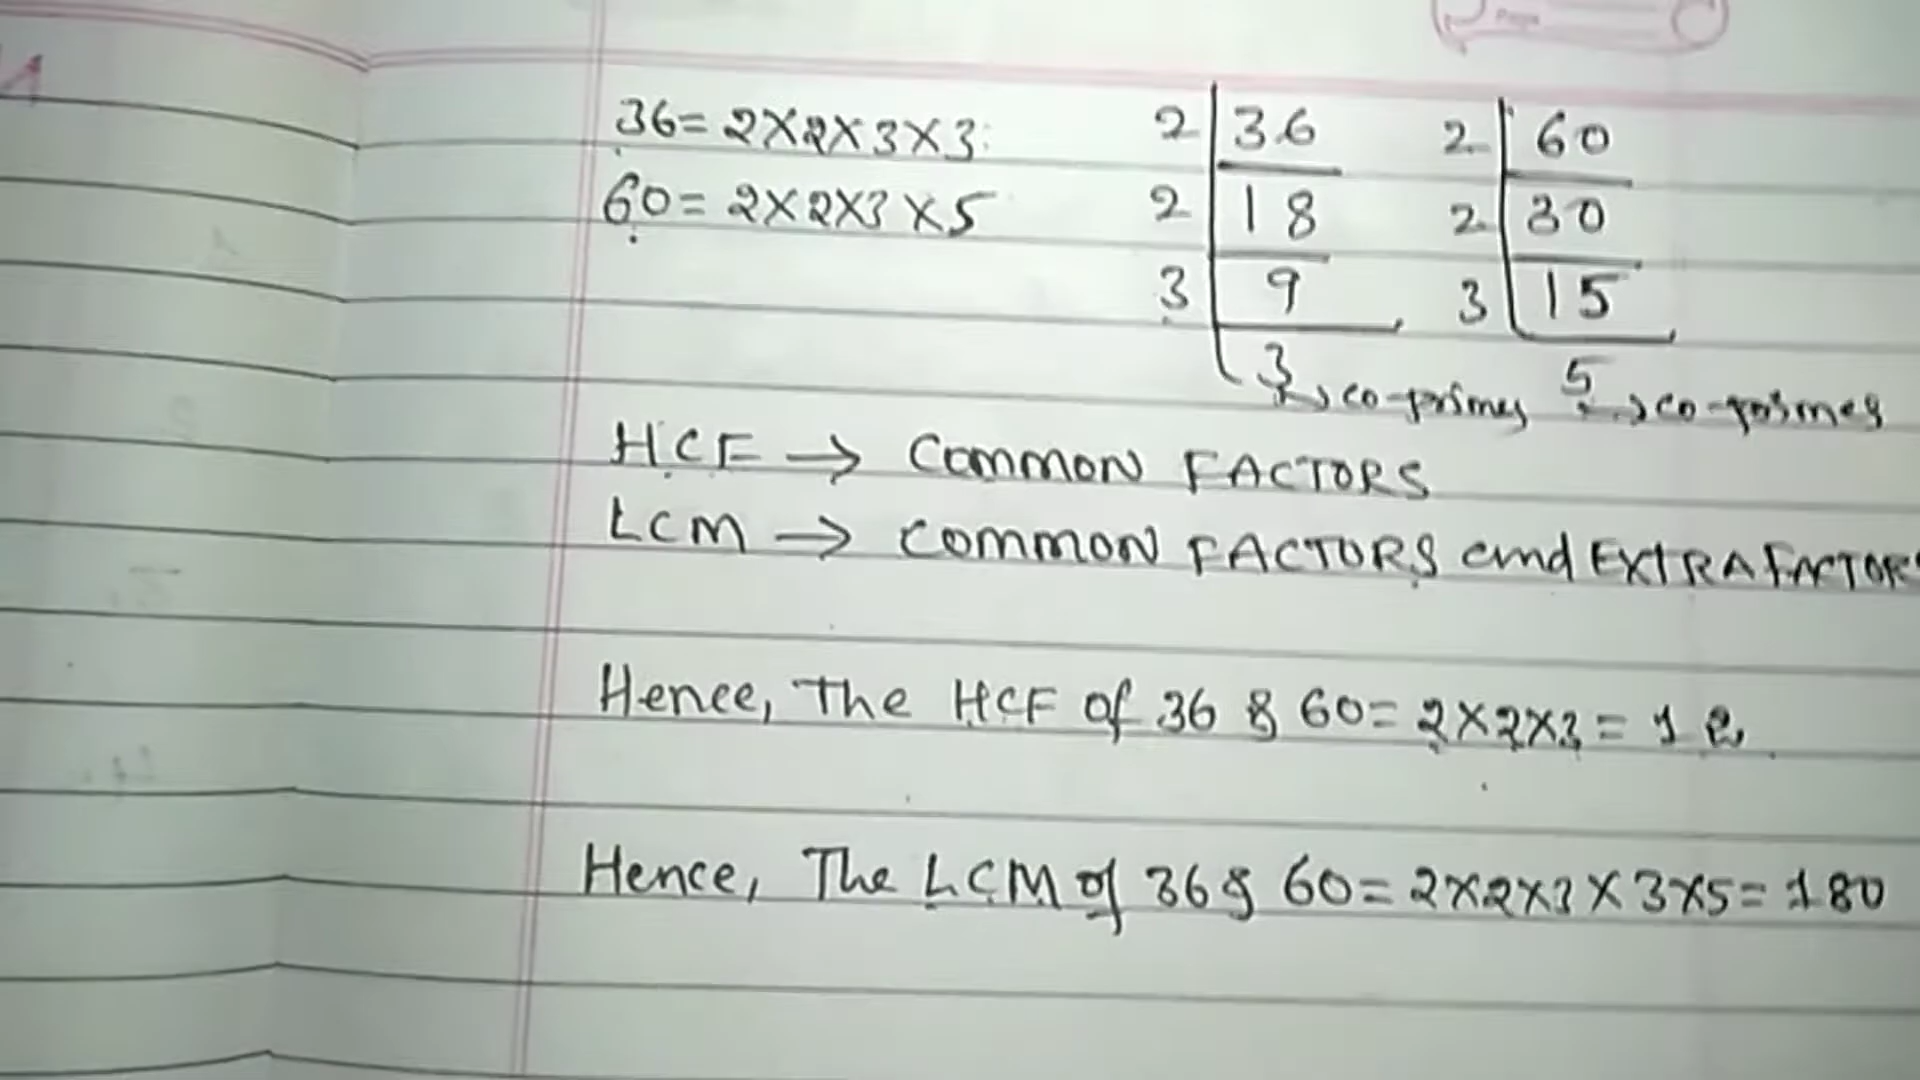 Page
36= 2×2×3×3
60= 2×2×3×5
2 36
2 18
3 9
3 → co-primes
2 60
2 30
3 15
5 → co-primes
HCF → COMMON FACTORS
LCM → COMMON FACTORS and EXTRA FACTORS
Hence, The HCF of 36 & 60= 2×2×3 = 12
Hence, The LCM of 36 & 60= 2×2×3×3×5= 180